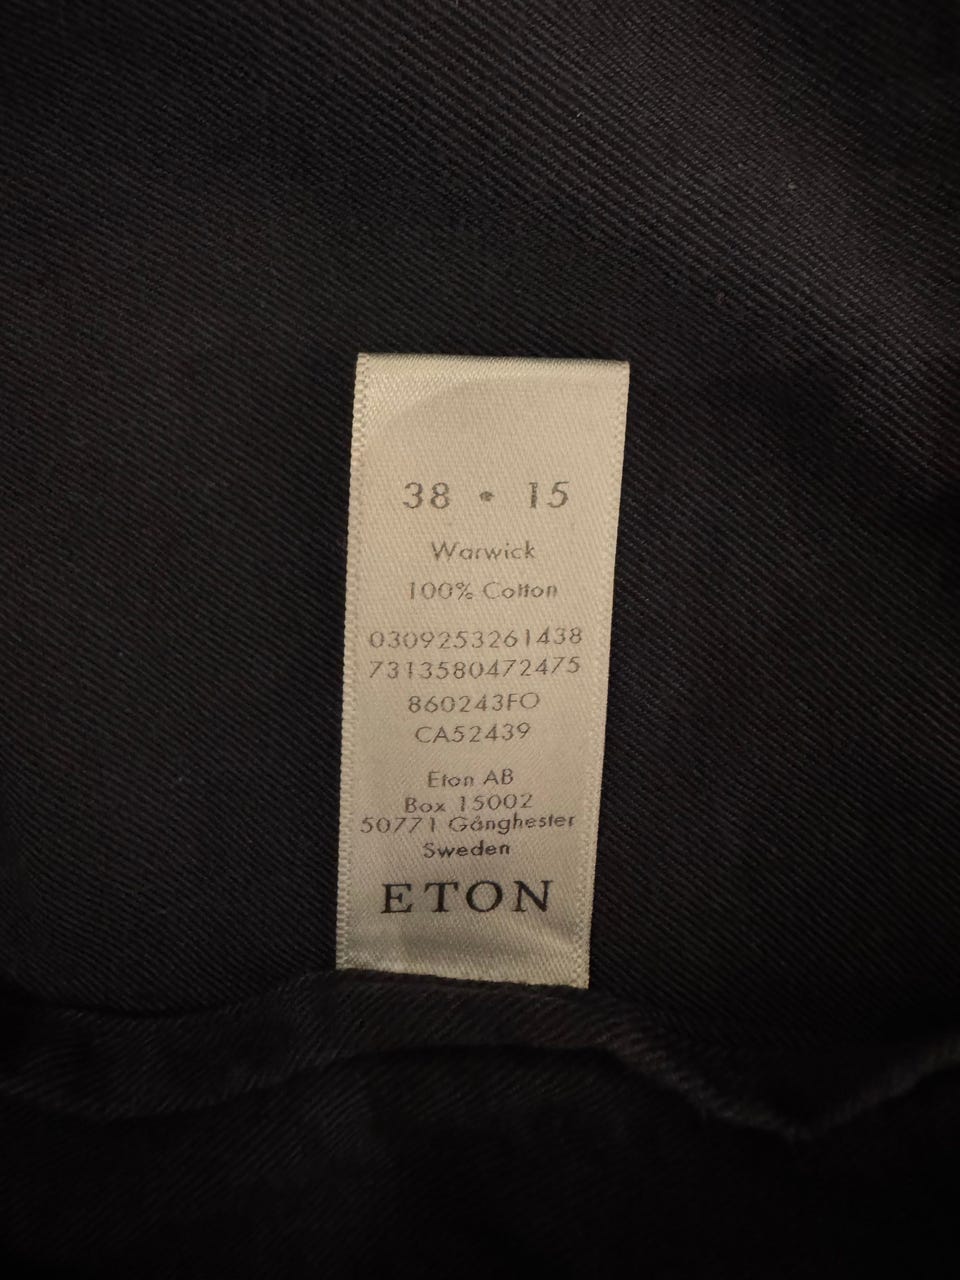 38 • 15
Warwick
100% Cotton
0309253261438
7313580472475
860243FO
CA52439
Eton AB
Box 15002
50771 Gånghester
Sweden
ETON